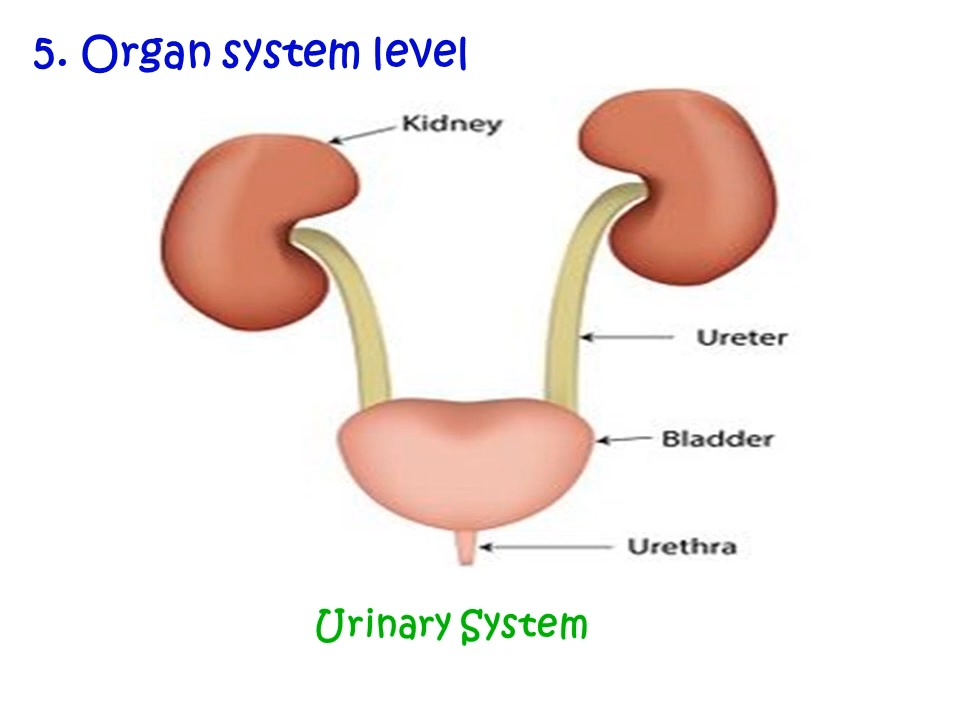 5. Organ system level
Kidney
Ureter
Bladder
Urethra
Urinary System